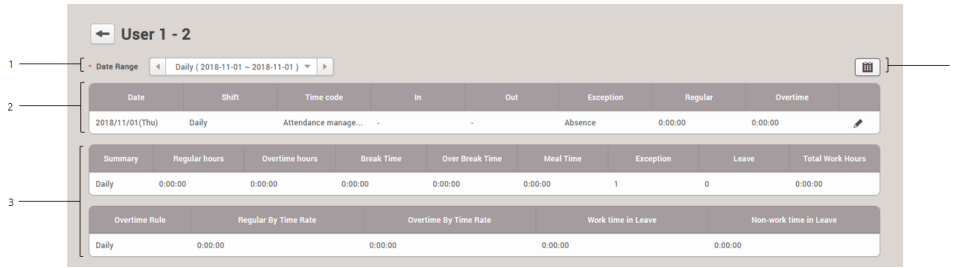 User 1 - 2
1
• Date Range Daily ( 2018-11-01 ~ 2018-11-01 )
2
Date Shift Time code In Out Exception Regular Overtime
2018/11/01(Thu) Daily Attendance manage... - - Absence 0:00:00 0:00:00
3
Summary Regular hours Overtime hours Break Time Over Break Time Meal Time Exception Leave Total Work Hours
Daily 0:00:00 0:00:00 0:00:00 0:00:00 0:00:00 1 0 0:00:00
Overtime Rule Regular By Time Rate Overtime By Time Rate Work time in Leave Non-work time in Leave
Daily 0:00:00 0:00:00 0:00:00 0:00:00